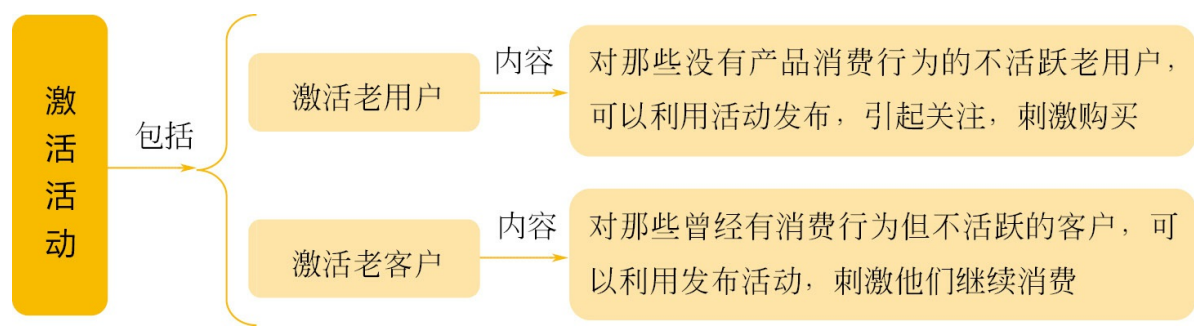 激活活动
包括
激活老用户
内容
对那些没有产品消费行为的不活跃老用户，
可以利用活动发布，引起关注，刺激购买
激活老客户
内容
对那些曾经有消费行为但不活跃的客户，可
以利用发布活动，刺激他们继续消费